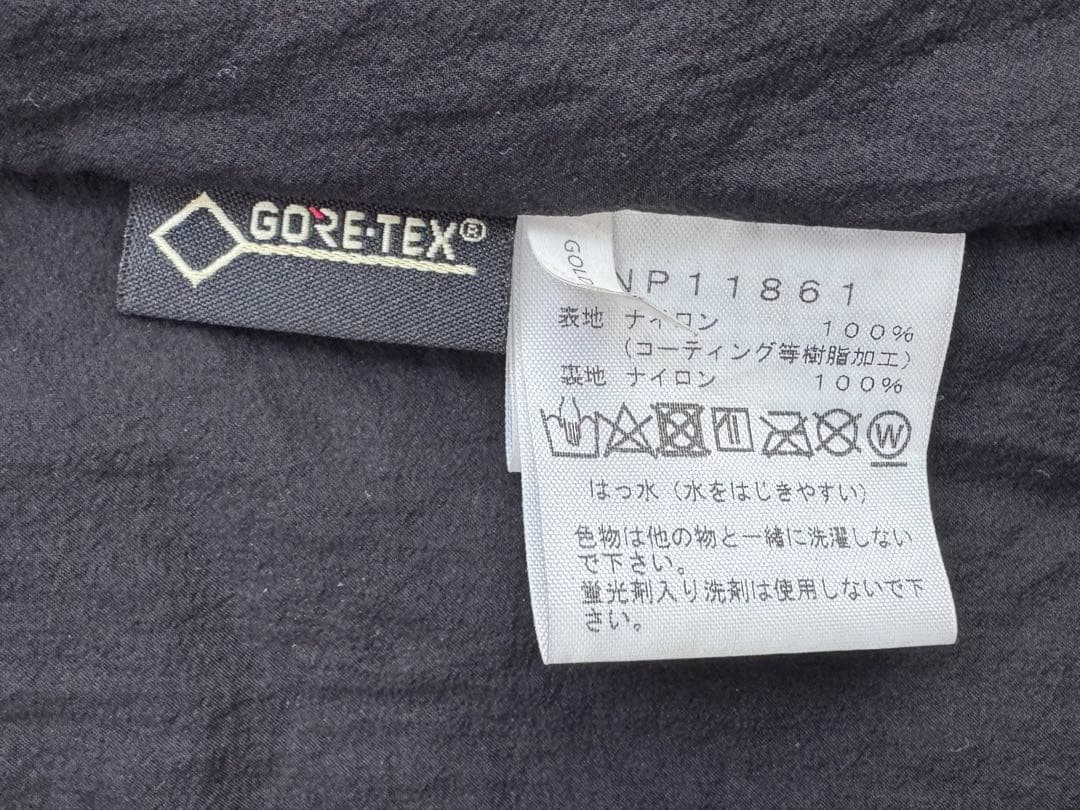 GORE-TEX®
GOL
NP11861
表地 ナイロン 100%
(コーティング等樹脂加工)
裏地 ナイロン 100%
W
はっ水 (水をはじきやすい)
色物は他の物と一緒に洗濯しない
で下さい。
蛍光剤入り洗剤は使用しないで下
さい。